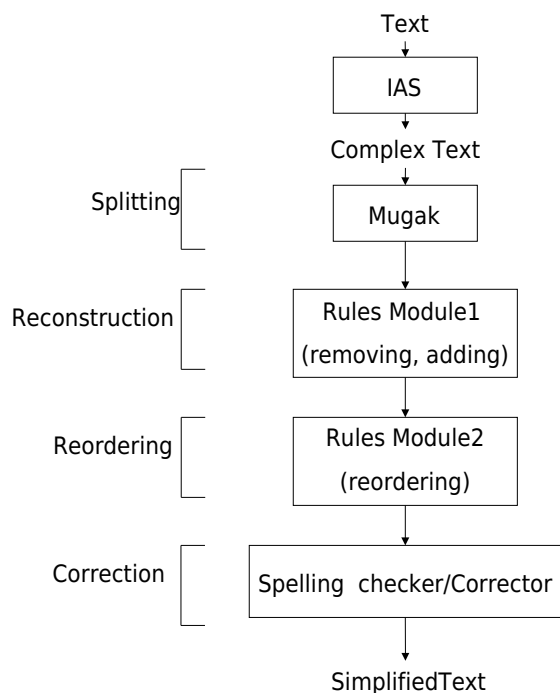 Text
IAS
Complex Text
Splitting
Mugak
Reconstruction
Rules Module1
(removing, adding)
Reordering
Rules Module2
(reordering)
Correction
Spelling checker/Corrector
SimplifiedText